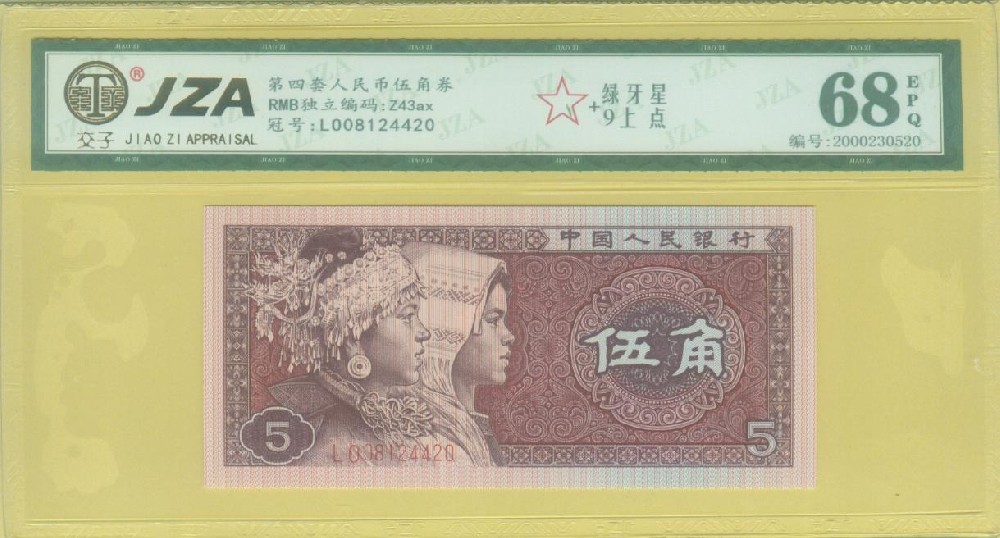 JZA
®
交子 JIAO ZI APPRAISAL
第四套人民币伍角券
RMB独立编码:Z43ax
冠号:L008124420
+ 绿牙星
9上点
68 EPQ
编号:2000230520
中国人民银行
伍角
5
L008124420
5